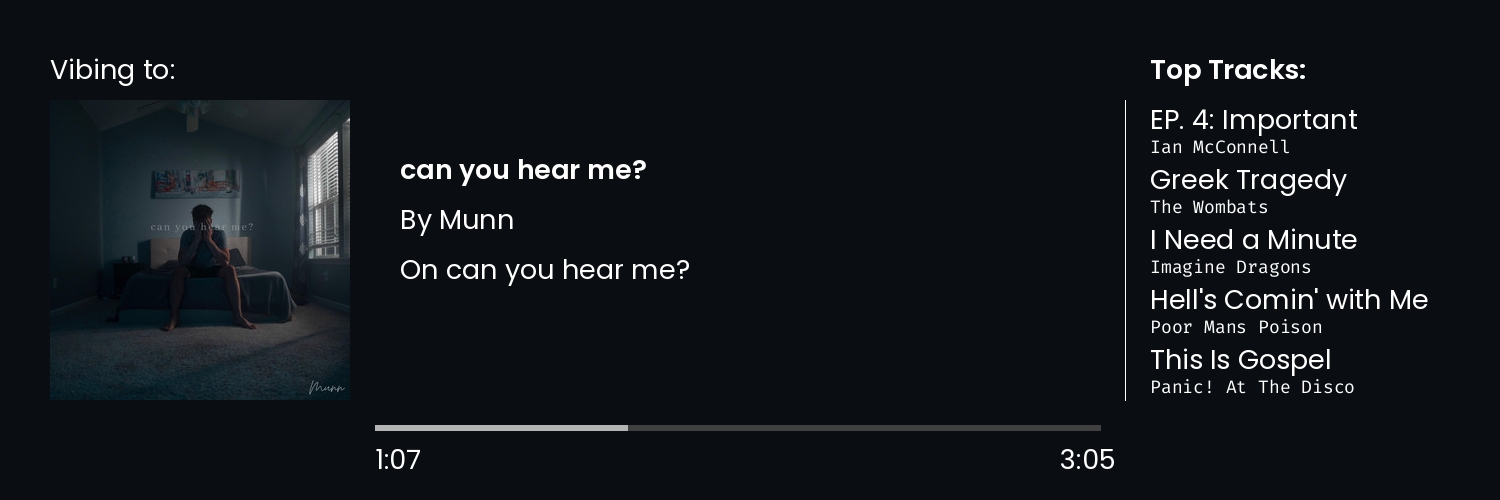 Vibing to:
can you hear me?
Munn
can you hear me?
By Munn
On can you hear me?
1:07
3:05
Top Tracks:
EP. 4: Important
Ian McConnell
Greek Tragedy
The Wombats
I Need a Minute
Imagine Dragons
Hell's Comin' with Me
Poor Mans Poison
This Is Gospel
Panic! At The Disco